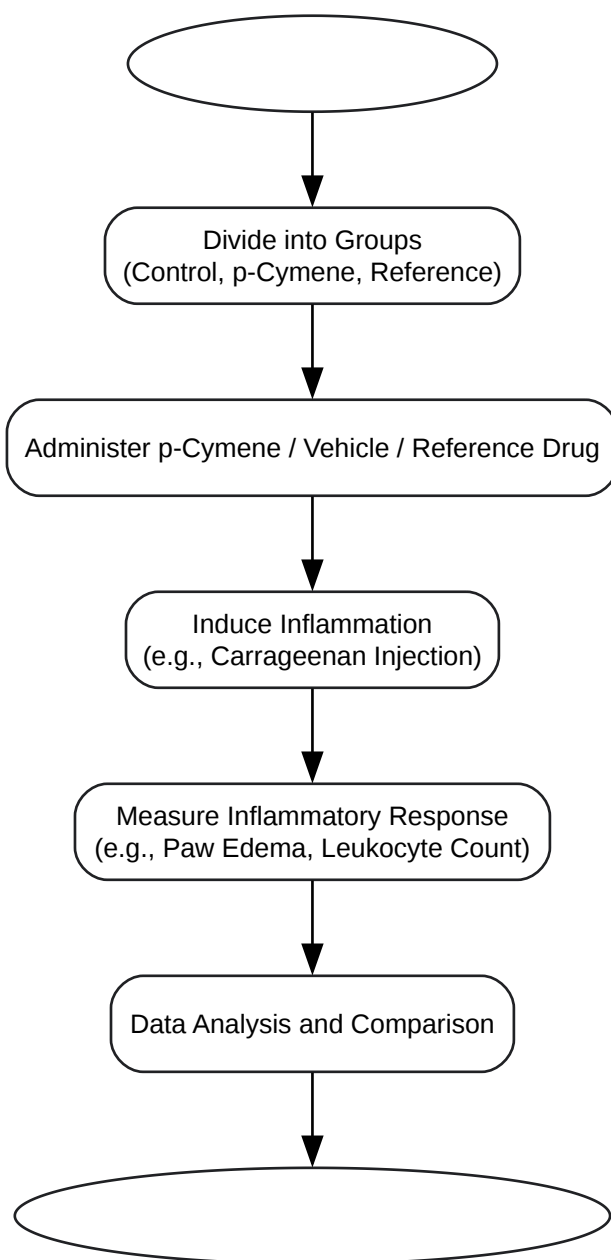 Divide into Groups
(Control, p-Cymene, Reference)
Administer p-Cymene / Vehicle / Reference Drug
Induce Inflammation
(e.g., Carrageenan Injection)
Measure Inflammatory Response
(e.g., Paw Edema, Leukocyte Count)
Data Analysis and Comparison